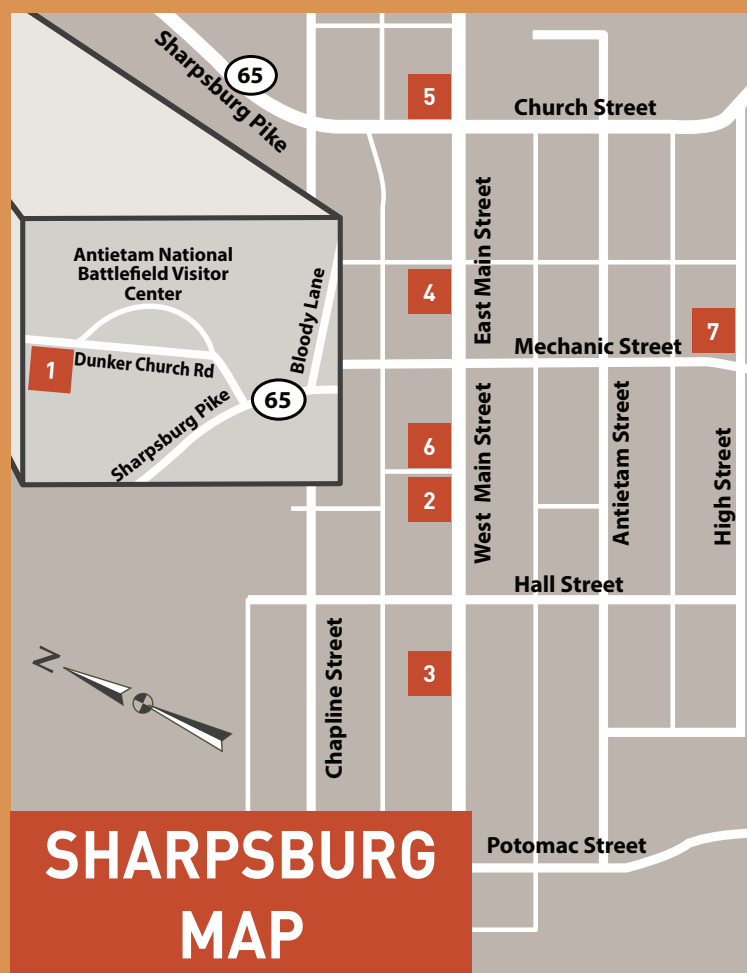 Sharpsburg Pike
65
5
Church Street
Antietam National
Battlefield Visitor
Center
Bloody Lane
East Main Street
4
7
Mechanic Street
1
Dunker Church Rd
65
Sharpsburg Pike
6
West Main Street
Antietam Street
High Street
2
Hall Street
3
Chapline Street
N
SHARPSBURG
MAP
Potomac Street